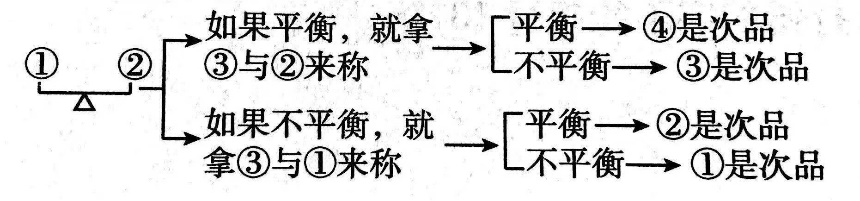 ① ②
如果平衡，就拿
③与②来称
平衡 ④是次品
不平衡 ③是次品
如果不平衡，就
拿③与①来称
平衡 ②是次品
不平衡 ①是次品